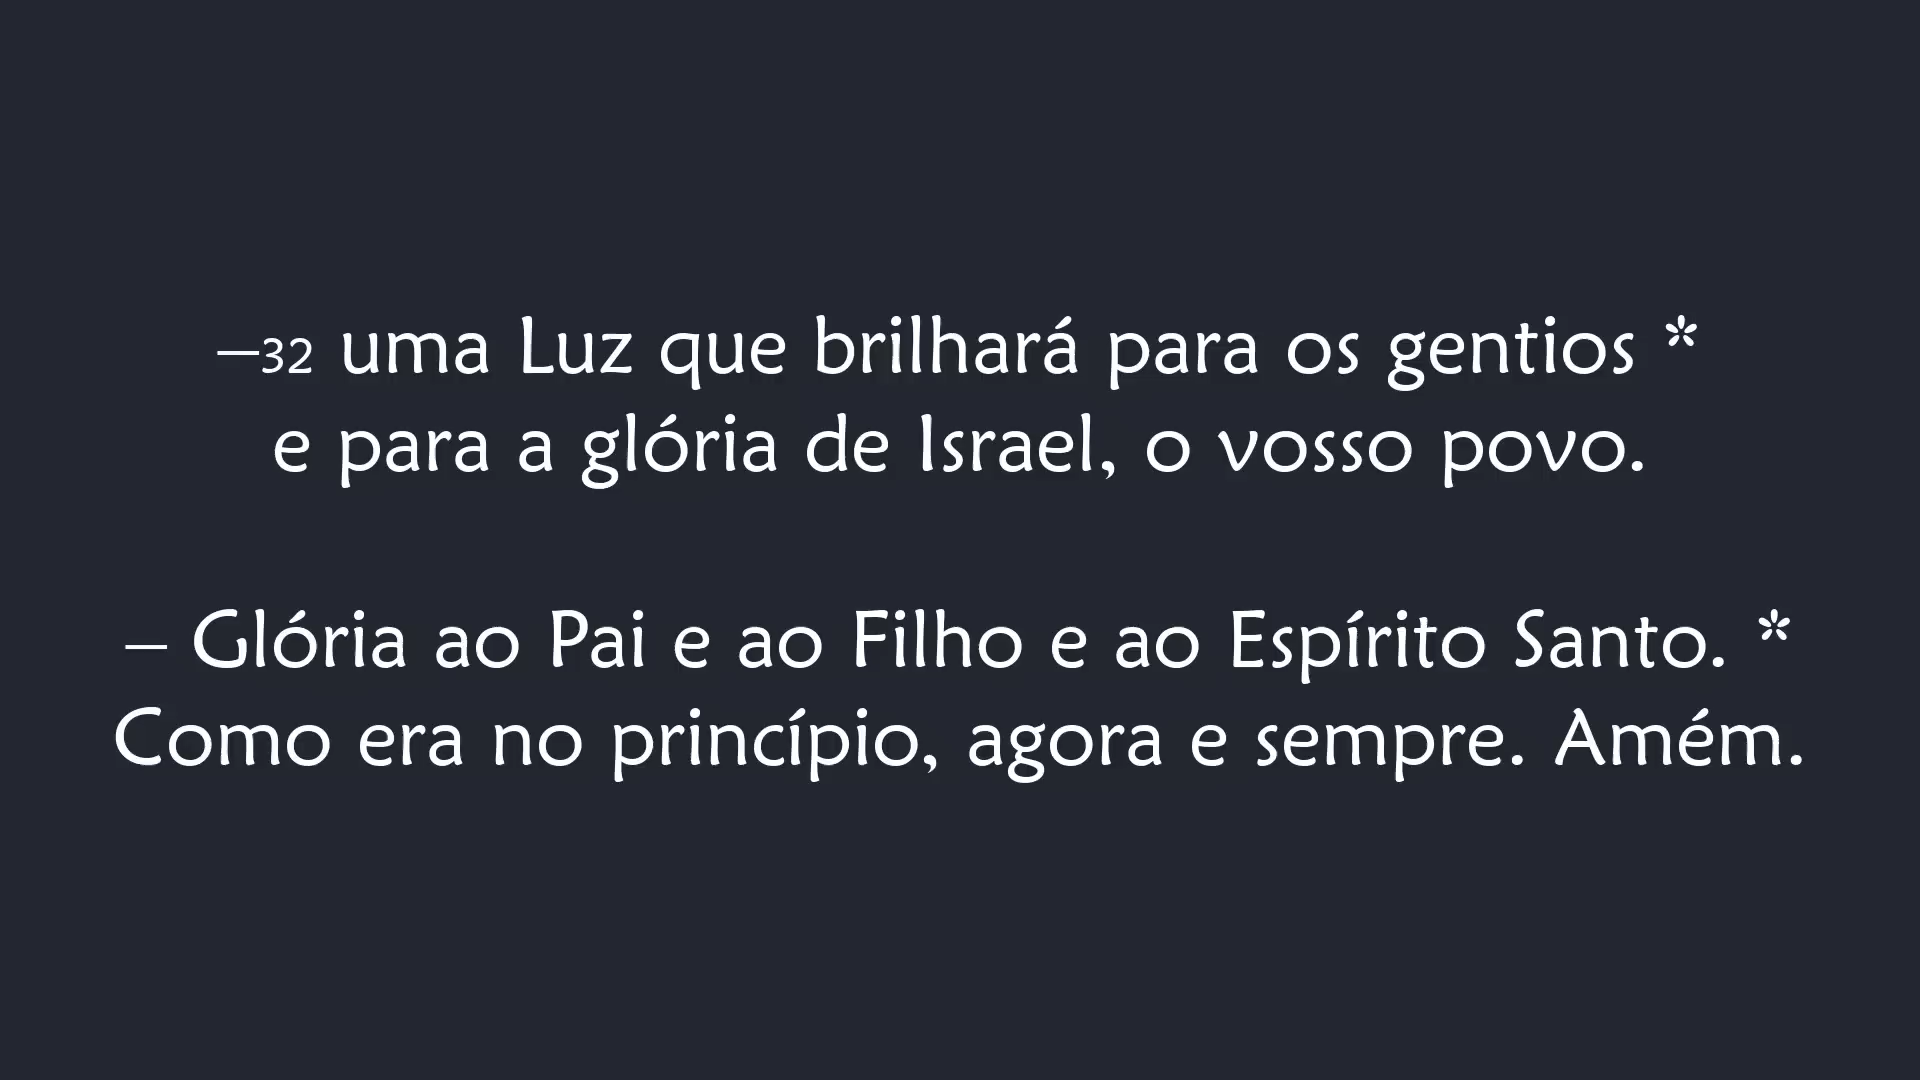 –32 uma Luz que brilhará para os gentios *
e para a glória de Israel, o vosso povo.
– Glória ao Pai e ao Filho e ao Espírito Santo. *
Como era no princípio, agora e sempre. Amém.